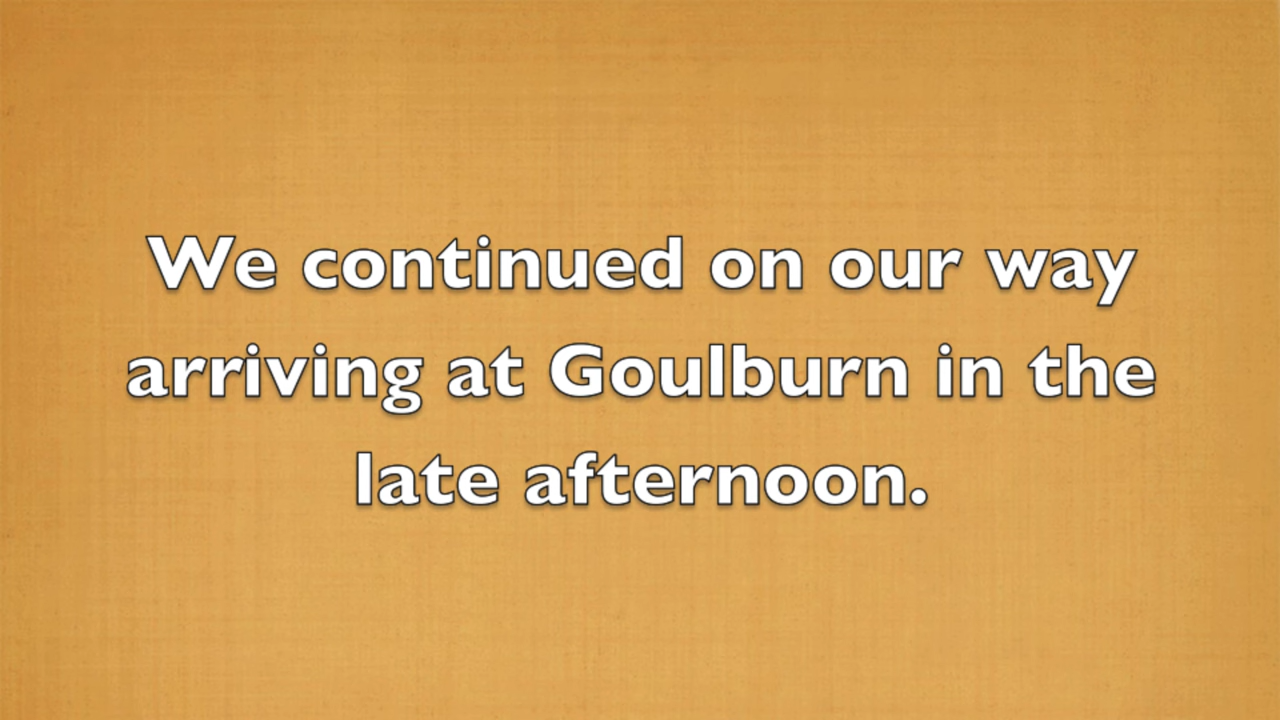 We continued on our way
arriving at Goulburn in the
late afternoon.